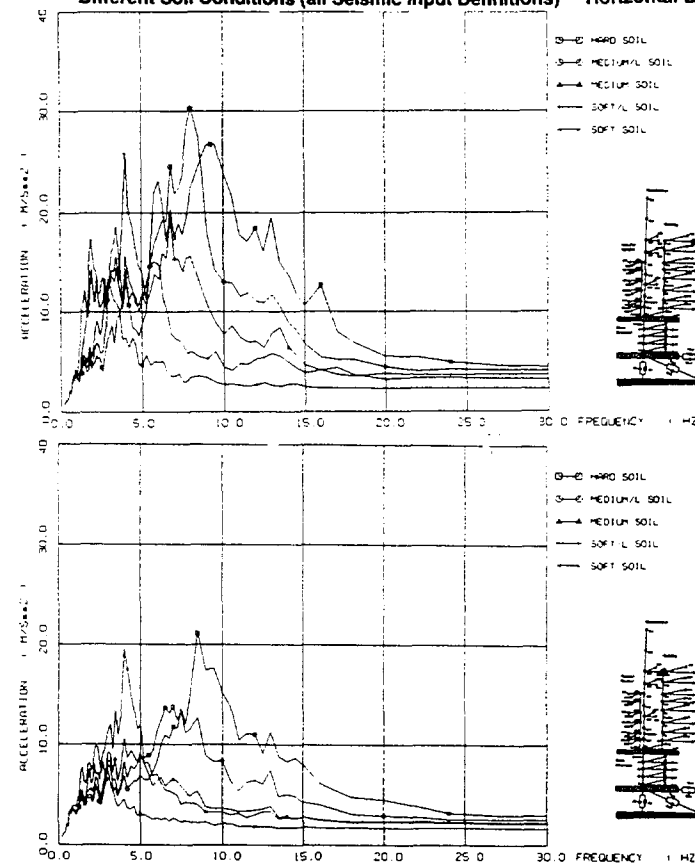 Different Soil Conditions (all Seismic Input Definitions) Horizontal
40
30.0
20.0
10.0
0.0
ACCELERATION ( M/S**2 )
0.0 5.0 10.0 15.0 20.0 25.0 30.0 FREQUENCY ( HZ
HARD SOIL
MEDIUM/L SOIL
MEDIUM SOIL
SOFT/L SOIL
SOFT SOIL
40
30.0
20.0
10.0
0.0
ACCELERATION ( M/S**2 )
0.0 5.0 10.0 15.0 20.0 25.0 30.0 FREQUENCY ( HZ
HARD SOIL
MEDIUM/L SOIL
MEDIUM SOIL
SOFT/L SOIL
SOFT SOIL